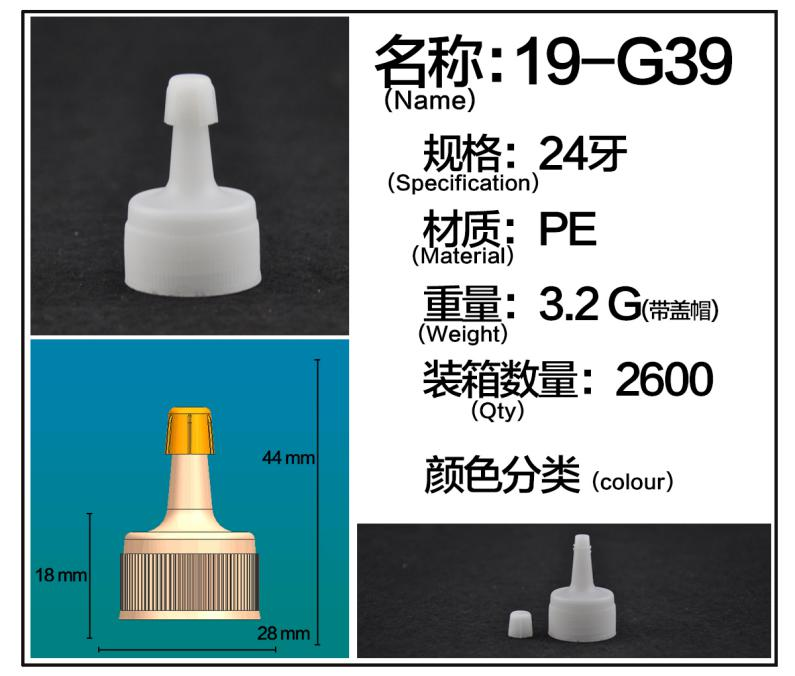 名称：19-G39
(Name)
规格：24牙
(Specification)
材质：PE
(Material)
重量：3.2 G(带盖帽)
(Weight)
装箱数量：2600
(Qty)
颜色分类 (colour)
44 mm
18 mm
28 mm